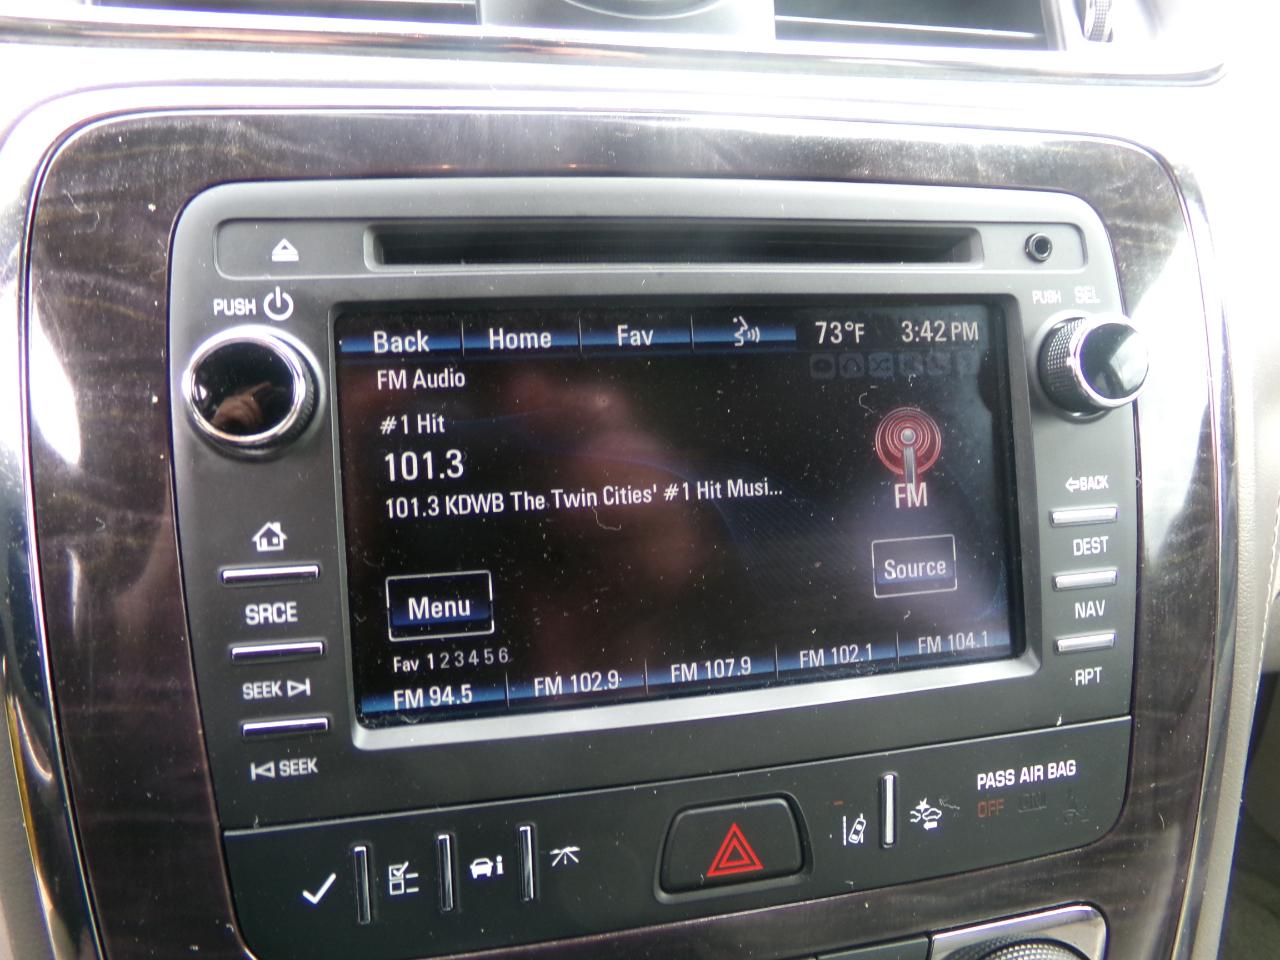 PUSH
PUSH SEL
Back Home Fav 73°F 3:42 PM
FM Audio
#1 Hit
101.3
101.3 KDWB The Twin Cities' #1 Hit Musi...
FM
BACK
DEST
Source
Menu
SRCE
NAV
Fav 1 2 3 4 5 6
FM 94.5 FM 102.9 FM 107.9 FM 102.1 FM 104.1
SEEK
RPT
SEEK
PASS AIR BAG
OFF ON